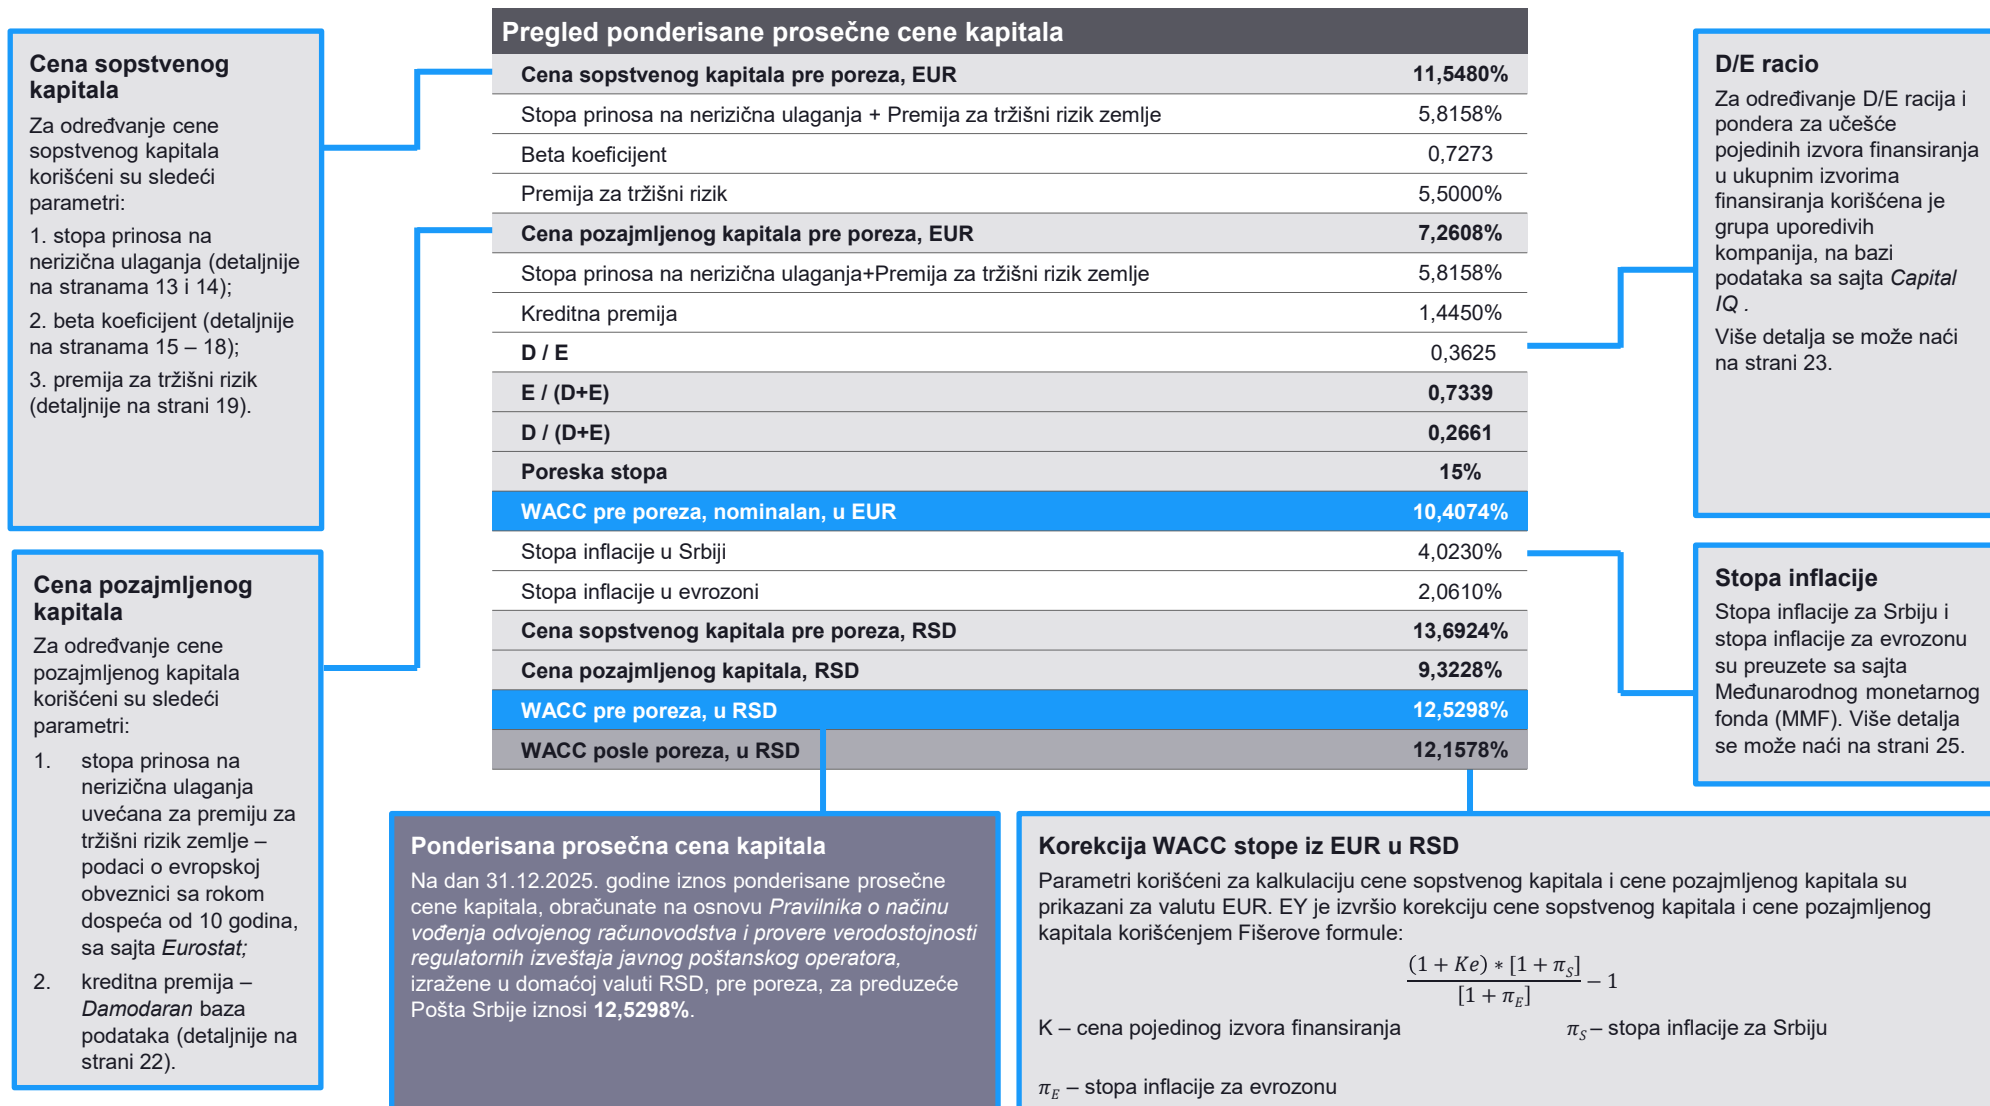 Pregled ponderisane prosečne cene kapitala
Cena sopstvenog kapitala pre poreza, EUR 11,5480%
Stopa prinosa na nerizična ulaganja + Premija za tržišni rizik zemlje 5,8158%
Beta koeficijent 0,7273
Premija za tržišni rizik 5,5000%
Cena pozajmljenog kapitala pre poreza, EUR 7,2608%
Stopa prinosa na nerizična ulaganja+Premija za tržišni rizik zemlje 5,8158%
Kreditna premija 1,4450%
D / E 0,3625
E / (D+E) 0,7339
D / (D+E) 0,2661
Poreska stopa 15%
WACC pre poreza, nominalan, u EUR 10,4074%
Stopa inflacije u Srbiji 4,0230%
Stopa inflacije u evrozoni 2,0610%
Cena sopstvenog kapitala pre poreza, RSD 13,6924%
Cena pozajmljenog kapitala, RSD 9,3228%
WACC pre poreza, u RSD 12,5298%
WACC posle poreza, u RSD 12,1578%
Cena sopstvenog
kapitala
Za određvanje cene
sopstvenog kapitala
korišćeni su sledeći
parametri:
1. stopa prinosa na
nerizična ulaganja (detaljnije
na stranama 13 i 14);
2. beta koeficijent (detaljnije
na stranama 15 – 18);
3. premija za tržišni rizik
(detaljnije na strani 19).
Cena pozajmljenog
kapitala
Za određvanje cene
pozajmljenog kapitala
korišćeni su sledeći
parametri:
1. stopa prinosa na
nerizična ulaganja
uvećana za premiju za
tržišni rizik zemlje –
podaci o evropskoj
obveznici sa rokom
dospeća od 10 godina,
sa sajta Eurostat;
2. kreditna premija –
Damodaran baza
podataka (detaljnije na
strani 22).
D/E racio
Za određivanje D/E racija i
pondera za učešće
pojedinih izvora finansiranja
u ukupnim izvorima
finansiranja korišćena je
grupa uporedivih
kompanija, na bazi
podataka sa sajta Capital
IQ .
Više detalja se može naći
na strani 23.
Stopa inflacije
Stopa inflacije za Srbiju i
stopa inflacije za evrozonu
su preuzete sa sajta
Međunarodnog monetarnog
fonda (MMF). Više detalja
se može naći na strani 25.
Ponderisana prosečna cena kapitala
Na dan 31.12.2025. godine iznos ponderisane prosečne
cene kapitala, obračunate na osnovu Pravilnika o načinu
vođenja odvojenog računovodstva i provere verodostojnosti
regulatornih izveštaja javnog poštanskog operatora,
izražene u domaćoj valuti RSD, pre poreza, za preduzeće
Pošta Srbije iznosi 12,5298%.
Korekcija WACC stope iz EUR u RSD
Parametri korišćeni za kalkulaciju cene sopstvenog kapitala i cene pozajmljenog kapitala su
prikazani za valutu EUR. EY je izvršio korekciju cene sopstvenog kapitala i cene pozajmljenog
kapitala korišćenjem Fišerove formule:
(1 + Ke) ∗ [1 + π_S]
[1 + π_E] − 1
K – cena pojedinog izvora finansiranja π_S – stopa inflacije za Srbiju
π_E – stopa inflacije za evrozonu